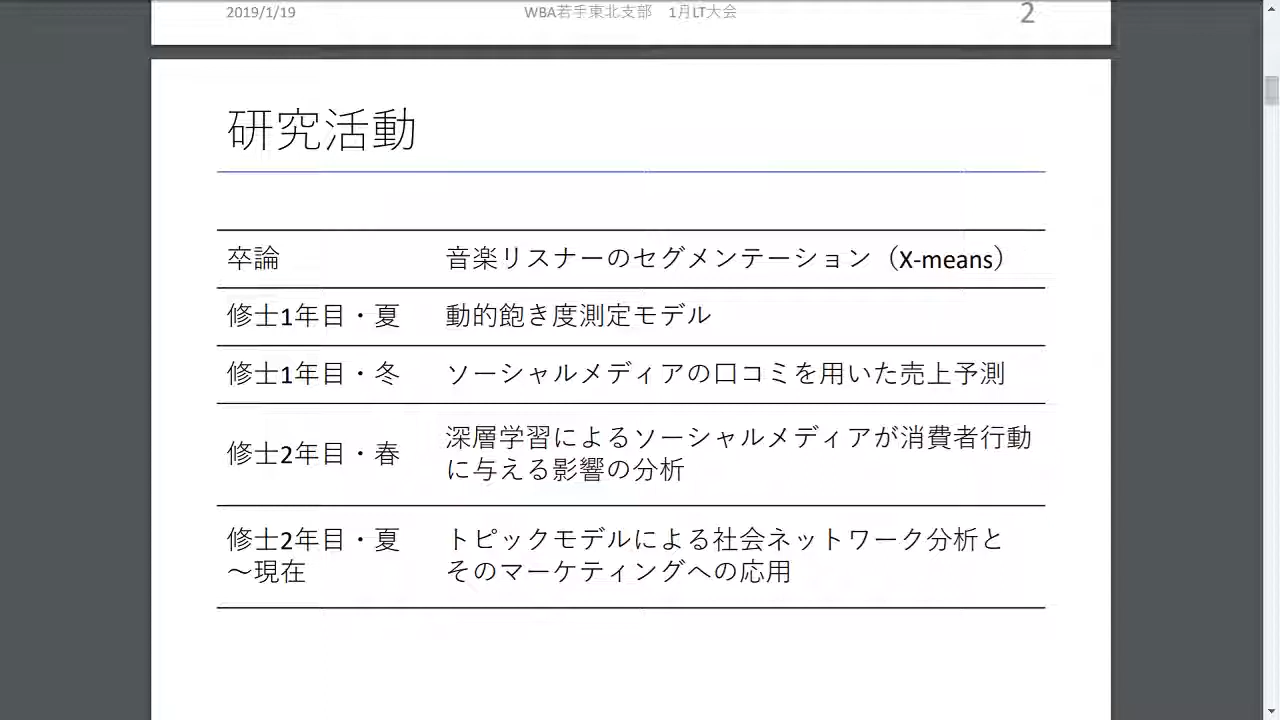 2019/1/19 WBA若手東北支部 1月LT大会 2
研究活動
卒論 音楽リスナーのセグメンテーション（X-means）
修士1年目・夏 動的飽き度測定モデル
修士1年目・冬 ソーシャルメディアの口コミを用いた売上予測
修士2年目・春 深層学習によるソーシャルメディアが消費者行動
に与える影響の分析
修士2年目・夏 トピックモデルによる社会ネットワーク分析と
～現在 そのマーケティングへの応用